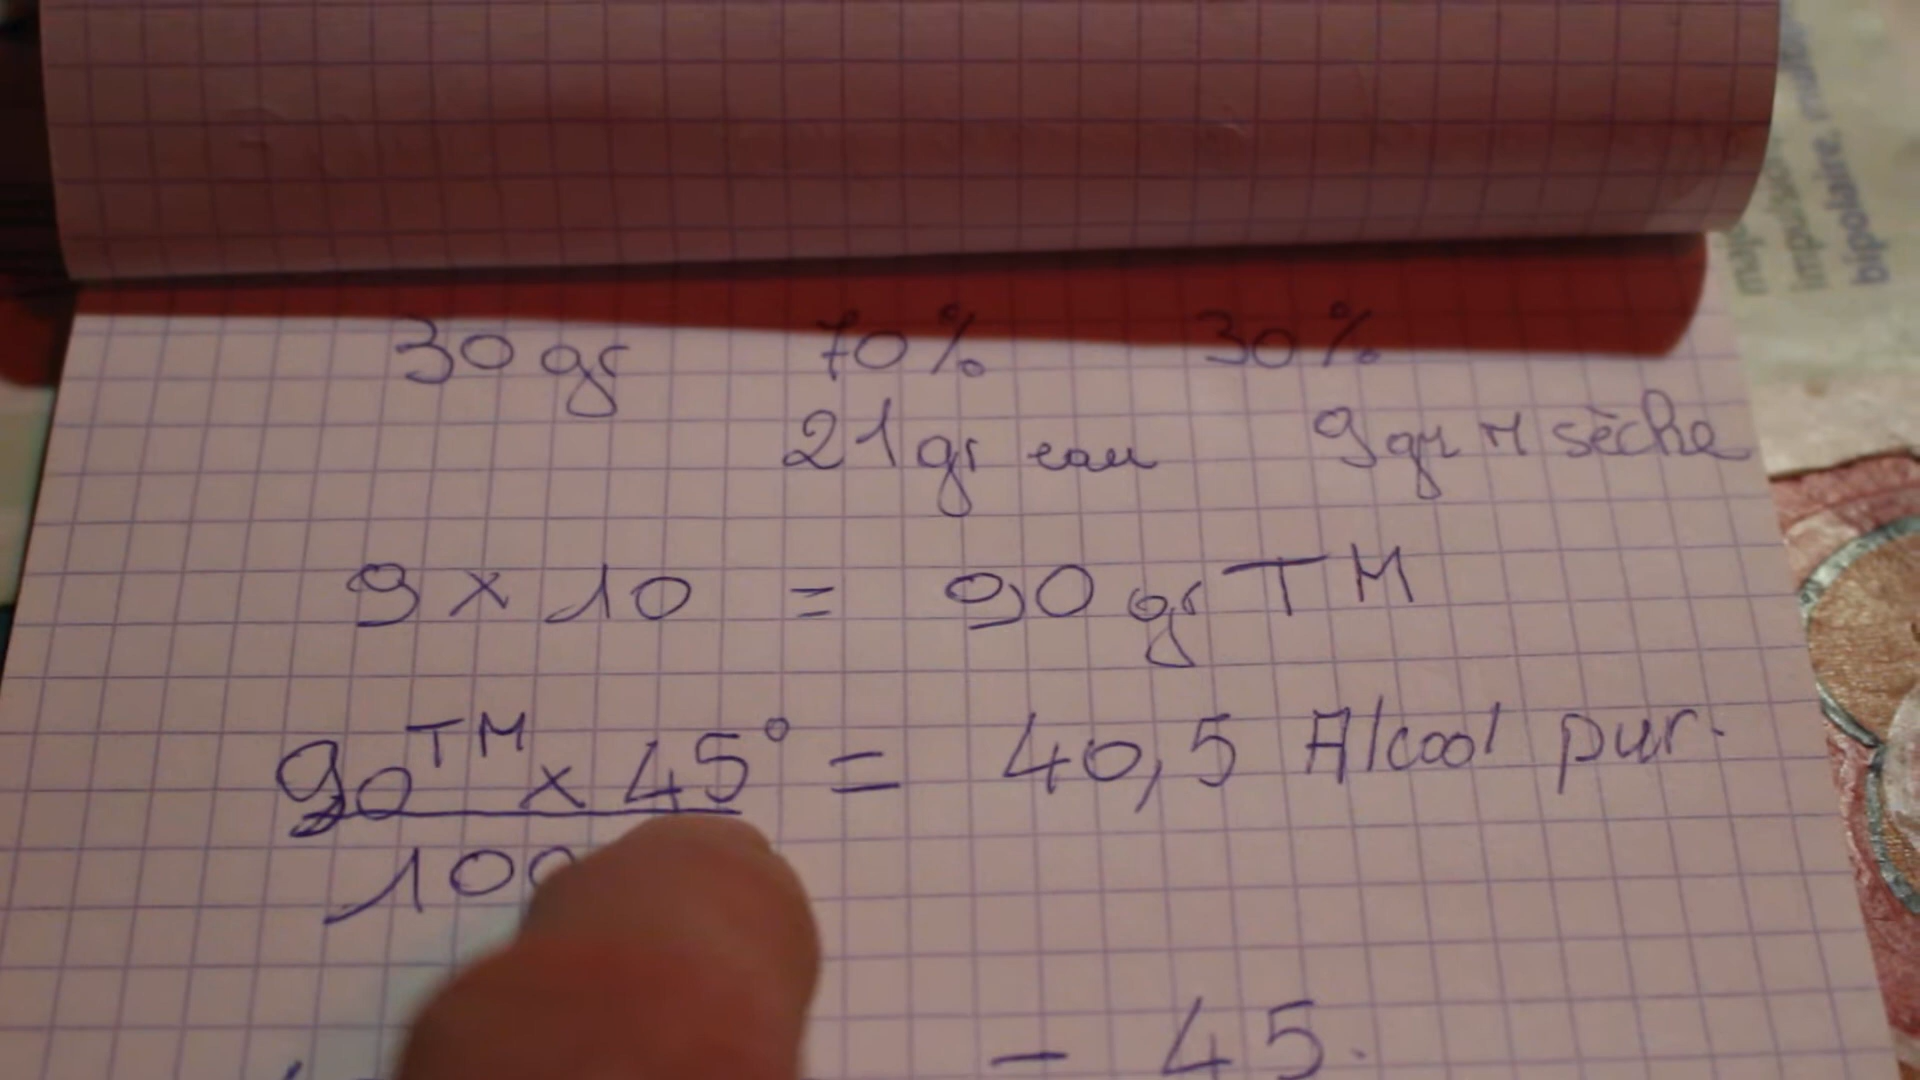 30 gr 70% 30%
21 gr eau 9 gr M sèche
9 x 10 = 90 gr TM
90 TM x 45° = 40,5 Alcool pur.
100
- 45.
bipolaire,